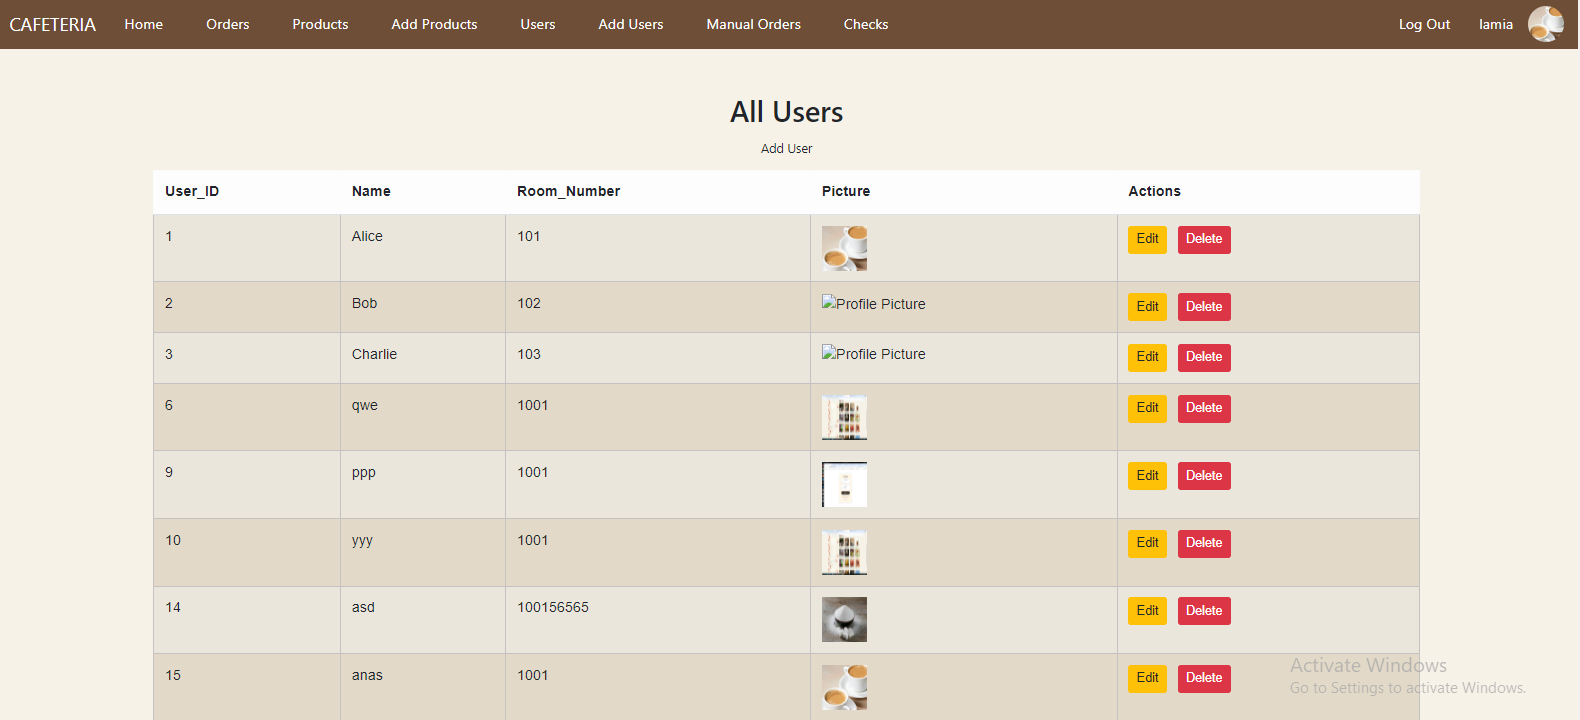 CAFETERIA Home Orders Products Add Products Users Add Users Manual Orders Checks Log Out lamia
All Users
Add User
User_ID Name Room_Number Picture Actions
1 Alice 101 Edit Delete
2 Bob 102 Profile Picture Edit Delete
3 Charlie 103 Profile Picture Edit Delete
6 qwe 1001 Edit Delete
9 ppp 1001 Edit Delete
10 yyy 1001 Edit Delete
14 asd 100156565 Edit Delete
15 anas 1001 Edit Delete
Activate Windows
Go to Settings to activate Windows.